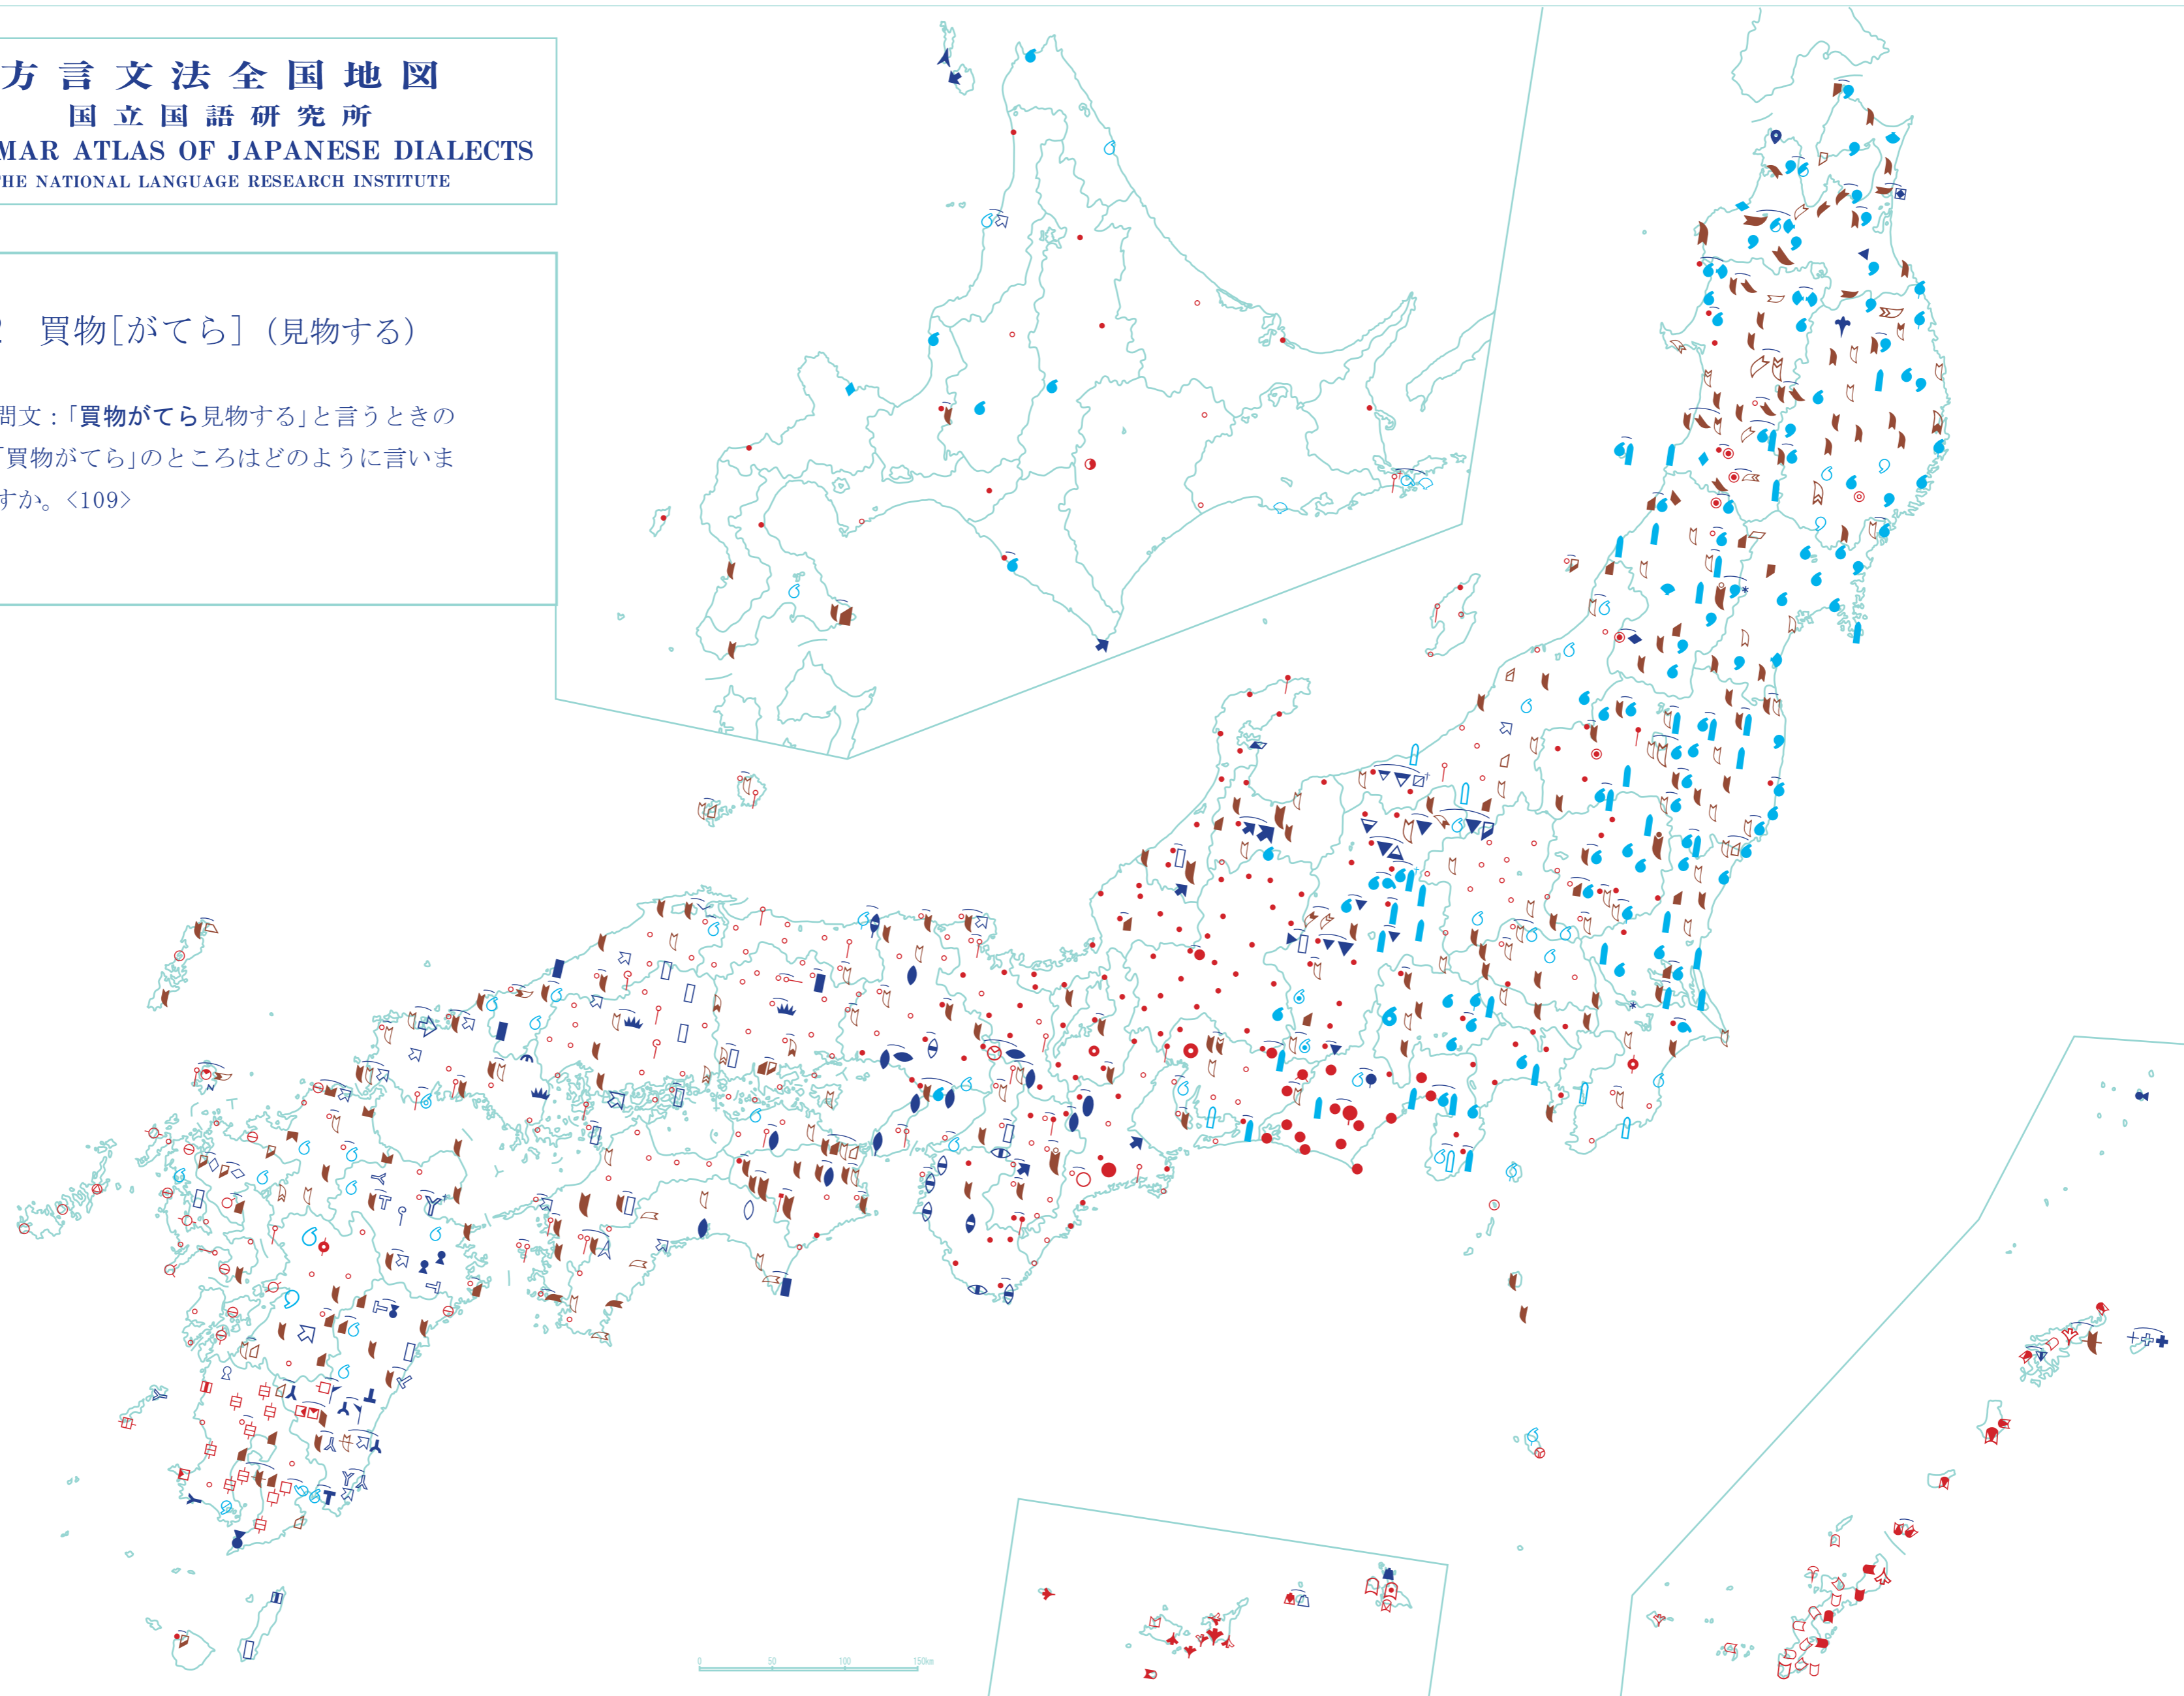 方言文法全国地図
国立国語研究所
MAR ATLAS OF JAPANESE DIALECTS
HE NATIONAL LANGUAGE RESEARCH INSTITUTE
買物[がてら](見物する)
問文:「買物がてら見物する」と言うときの
「買物がてら」のところはどのように言いま
すか。<109>
0 50 100 150km